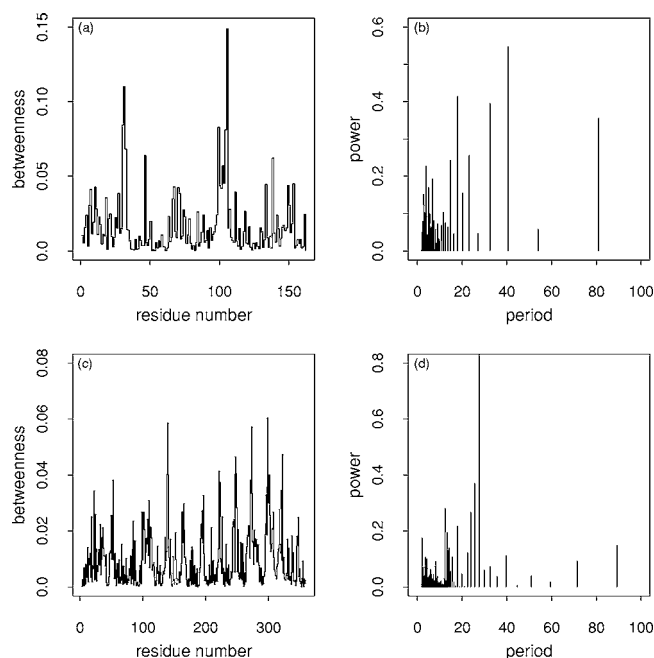 (a)
betweenness
0.15
0.10
0.05
0.0
0 50 100 150
residue number
(b)
power
0.6
0.4
0.2
0.0
0 20 40 60 80 100
period
(c)
betweenness
0.08
0.06
0.04
0.02
0.0
0 100 200 300
residue number
(d)
power
0.8
0.6
0.4
0.2
0.0
0 20 40 60 80 100
period